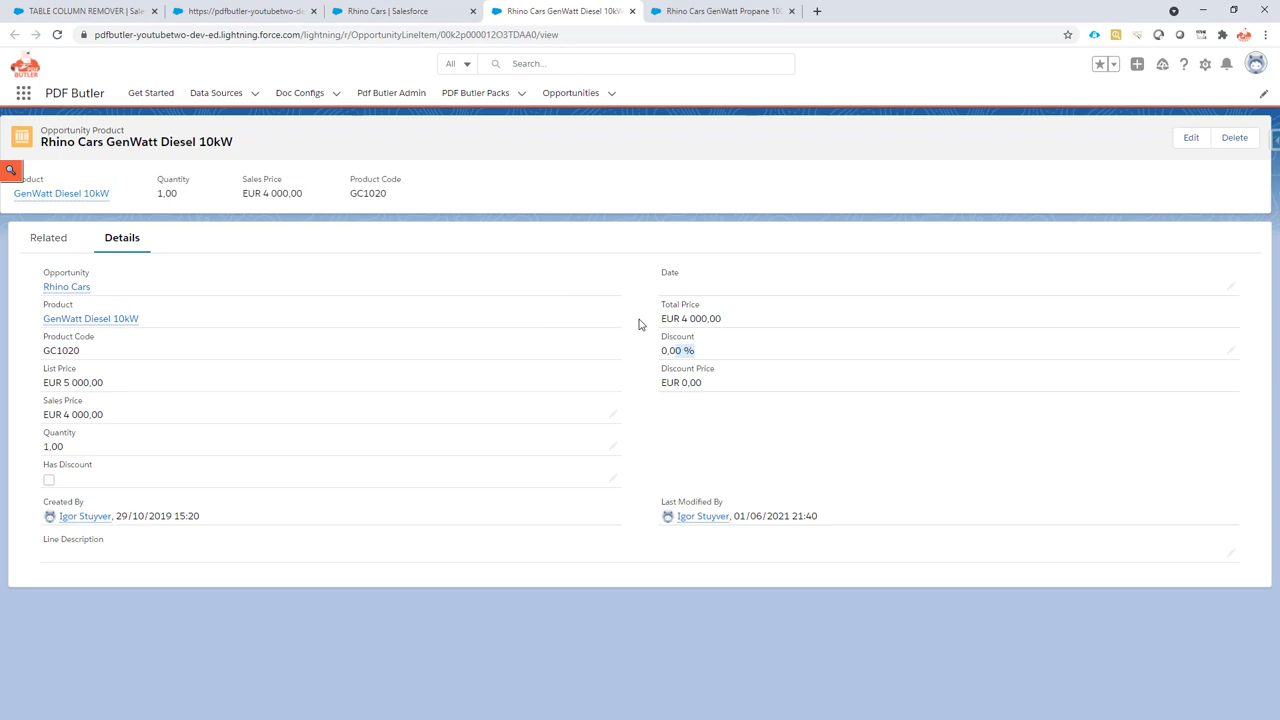 TABLE COLUMN REMOVER | Sale
https://pdfbutler-youtubetwo-de
Rhino Cars | Salesforce
Rhino Cars GenWatt Diesel 10kW
Rhino Cars GenWatt Propane 100
pdfbutler-youtubetwo-dev-ed.lightning.force.com/lightning/r/OpportunityLineItem/00k2p000012O3TDAA0/view
PDF BUTLER
All
Search...
PDF Butler
Get Started
Data Sources
Doc Configs
Pdf Butler Admin
PDF Butler Packs
Opportunities
Opportunity Product
Rhino Cars GenWatt Diesel 10kW
Edit
Delete
oduct
GenWatt Diesel 10kW
Quantity
1,00
Sales Price
EUR 4 000,00
Product Code
GC1020
Related
Details
Opportunity
Rhino Cars
Product
GenWatt Diesel 10kW
Product Code
GC1020
List Price
EUR 5 000,00
Sales Price
EUR 4 000,00
Quantity
1,00
Has Discount
Created By
Igor Stuyver, 29/10/2019 15:20
Line Description
Date
Total Price
EUR 4 000,00
Discount
0,00 %
Discount Price
EUR 0,00
Last Modified By
Igor Stuyver, 01/06/2021 21:40